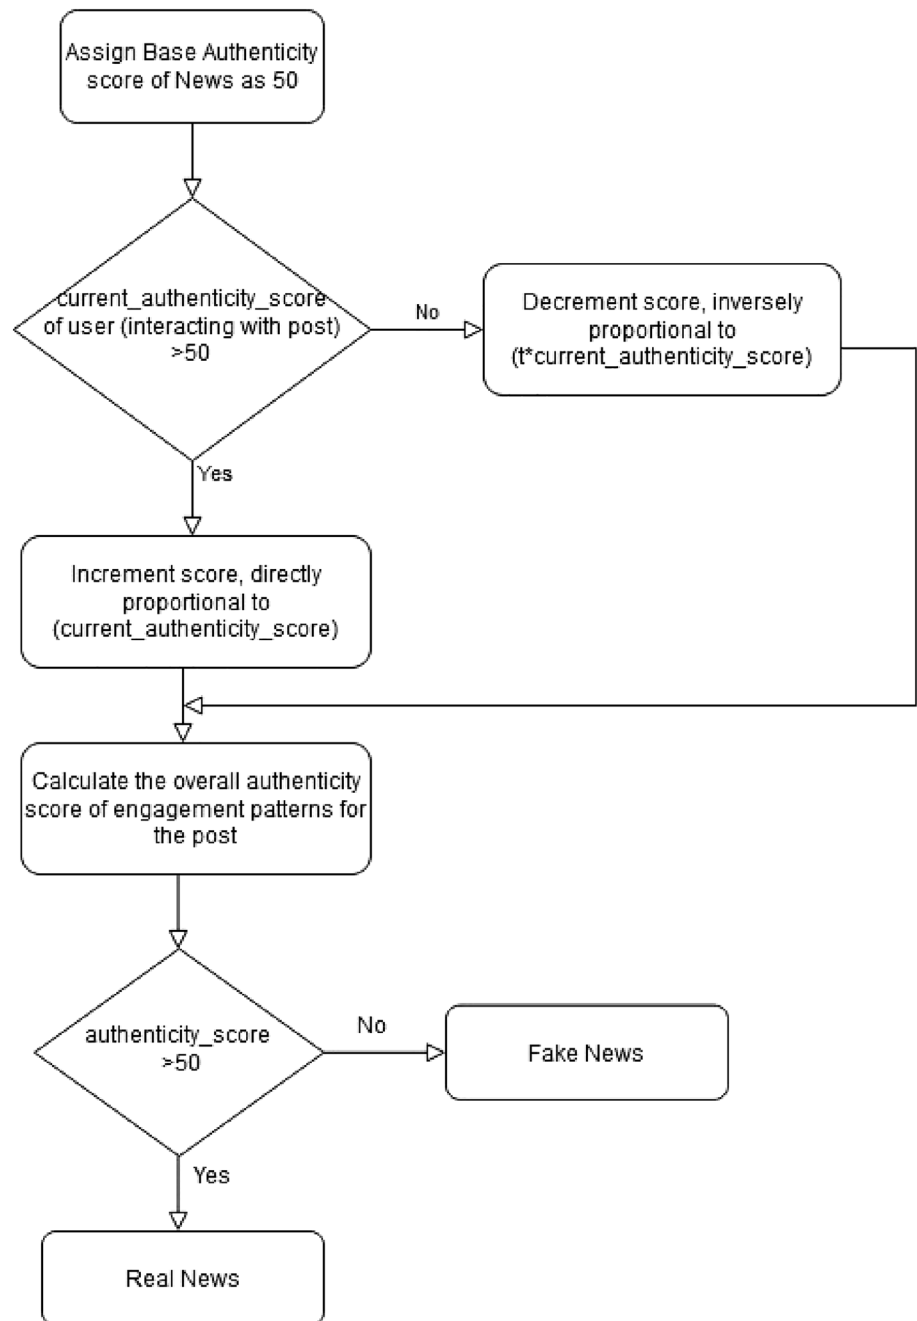 Assign Base Authenticity
score of News as 50
current_authenticity_score
of user (interacting with post)
>50
No
Decrement score, inversely
proportional to
(t*current_authenticity_score)
Yes
Increment score, directly
proportional to
(current_authenticity_score)
Calculate the overall authenticity
score of engagement patterns for
the post
authenticity_score
>50
No
Fake News
Yes
Real News